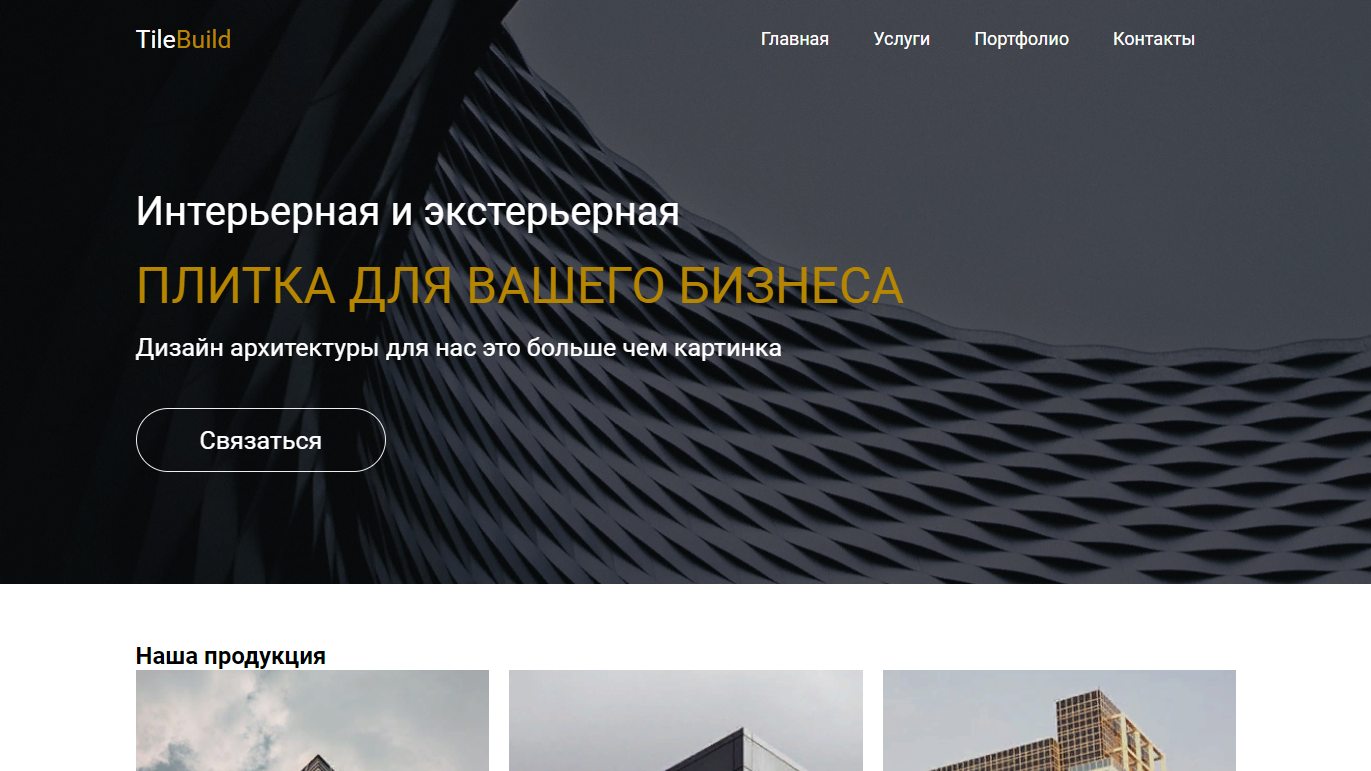 TileBuild
Главная Услуги Портфолио Контакты
Интерьерная и экстерьерная
ПЛИТКА ДЛЯ ВАШЕГО БИЗНЕСА
Дизайн архитектуры для нас это больше чем картинка
Связаться
Наша продукция